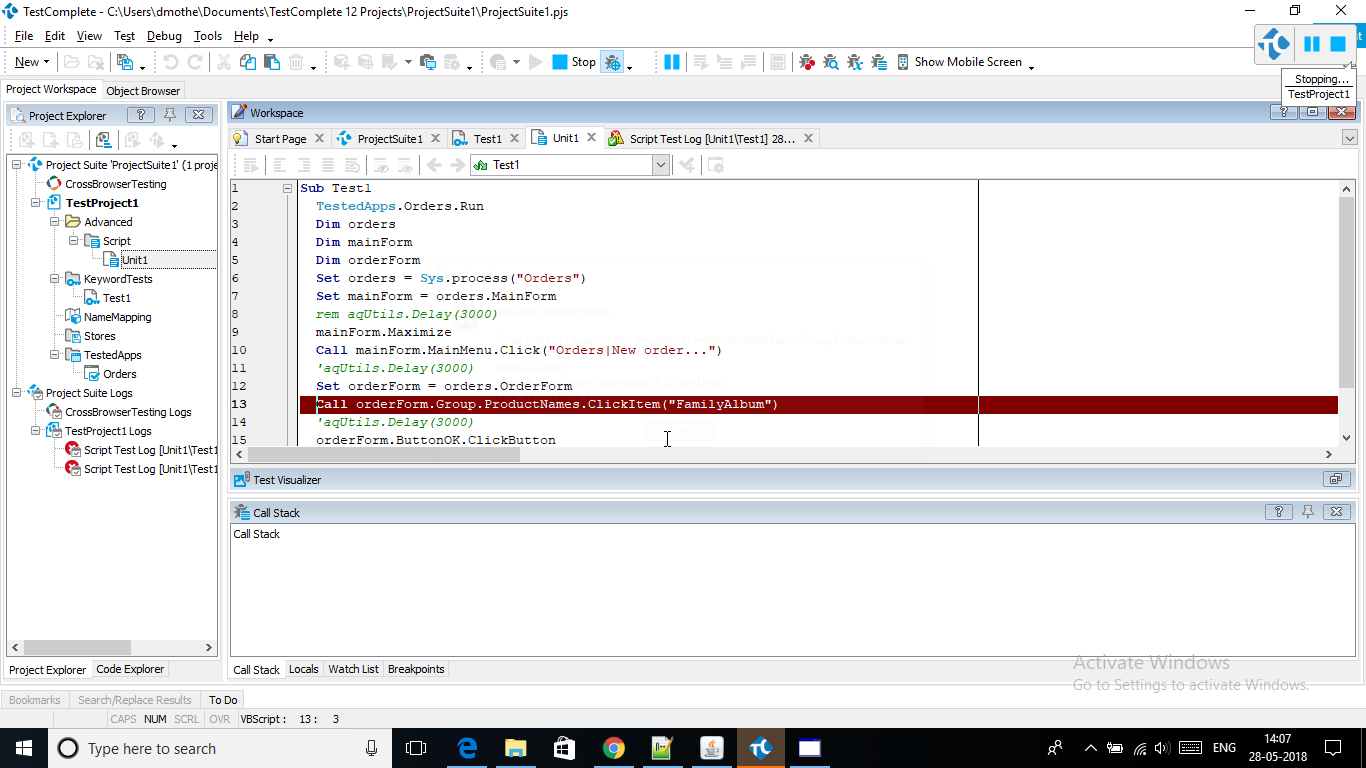 TestComplete - C:\Users\dmothe\Documents\TestComplete 12 Projects\ProjectSuite1\ProjectSuite1.pjs
File Edit View Test Debug Tools Help
New Stop Show Mobile Screen
Stopping...
TestProject1
Project Workspace Object Browser
Project Explorer ?
Workspace ?
Start Page ProjectSuite1 Test1 Unit1 Script Test Log [Unit1\Test1] 28...
Test1
Project Suite 'ProjectSuite1' (1 proje
CrossBrowserTesting
TestProject1
Advanced
Script
Unit1
KeywordTests
Test1
NameMapping
Stores
TestedApps
Orders
Project Suite Logs
CrossBrowserTesting Logs
TestProject1 Logs
Script Test Log [Unit1\Test1
Script Test Log [Unit1\Test1
Project Explorer Code Explorer
1 Sub Test1
2 TestedApps.Orders.Run
3 Dim orders
4 Dim mainForm
5 Dim orderForm
6 Set orders = Sys.process("Orders")
7 Set mainForm = orders.MainForm
8 rem aqUtils.Delay(3000)
9 mainForm.Maximize
10 Call mainForm.MainMenu.Click("Orders|New order...")
11 'aqUtils.Delay(3000)
12 Set orderForm = orders.OrderForm
13 Call orderForm.Group.ProductNames.ClickItem("FamilyAlbum")
14 'aqUtils.Delay(3000)
15 orderForm.ButtonOK.ClickButton
Test Visualizer
Call Stack ?
Call Stack
Call Stack Locals Watch List Breakpoints
Activate Windows
Go to Settings to activate Windows.
Bookmarks Search/Replace Results To Do
CAPS NUM SCRL OVR VBScript : 13 : 3
Type here to search
ENG
14:07
28-05-2018